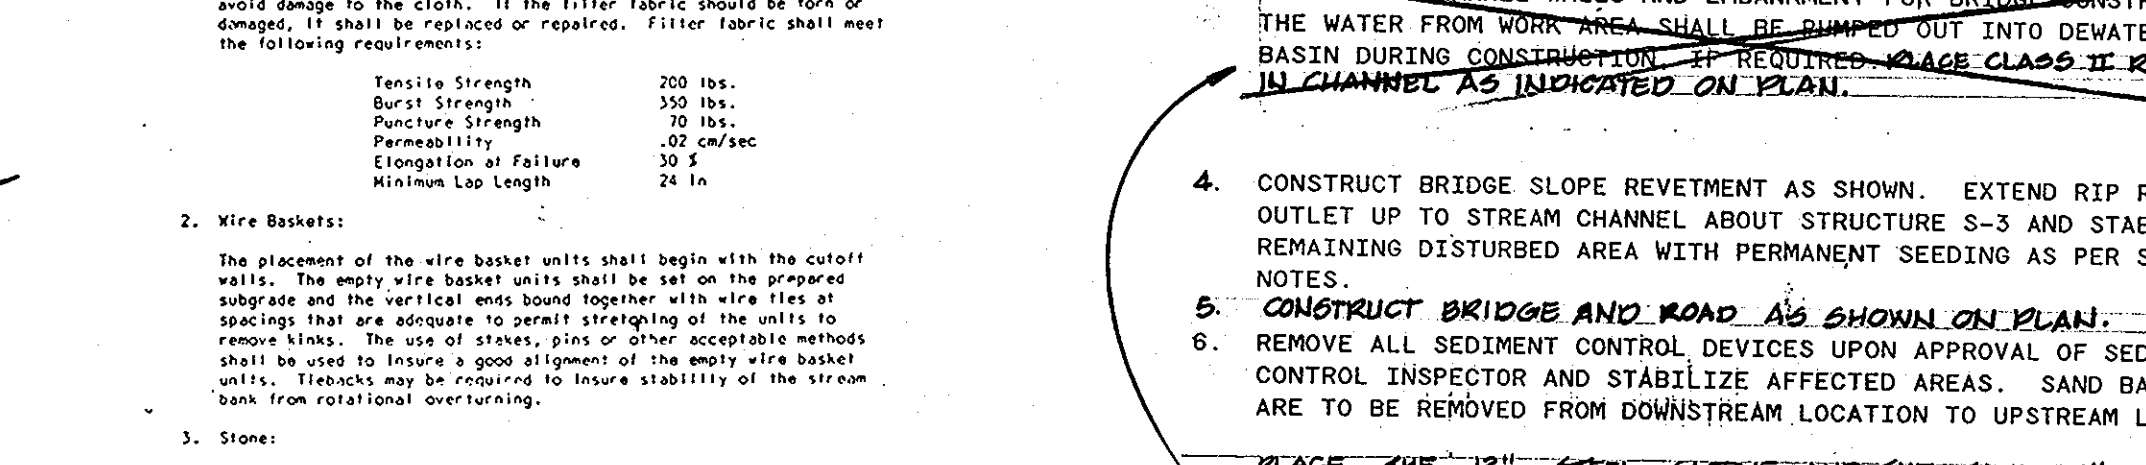 avoid damage to the cloth. If the filter fabric should be torn or
damaged, it shall be replaced or repaired. Filter fabric shall meet
the following requirements:
Tensile Strength 200 lbs.
Burst Strength 350 lbs.
Puncture Strength 70 lbs.
Permeability .02 cm/sec
Elongation at Failure 30 %
Minimum Lap Length 24 in
2. Wire Baskets:
The placement of the wire basket units shall begin with the cutoff
walls. The empty wire basket units shall be set on the prepared
subgrade and the vertical ends bound together with wire ties at
spacings that are adequate to permit stretching of the units to
remove kinks. The use of stakes, pins or other acceptable methods
shall be used to insure a good alignment of the empty wire basket
units. Tiebacks may be required to insure stability of the stream
bank from rotational overturning.
3. Stone:
AND EMBANKMENT FOR BRIDGE
THE WATER FROM WORK AREA SHALL BE PUMPED OUT INTO DEWATE
BASIN DURING CONSTRUCTION, IF REQUIRED. PLACE CLASS II R
IN CHANNEL AS INDICATED ON PLAN.
4. CONSTRUCT BRIDGE SLOPE REVETMENT AS SHOWN. EXTEND RIP R
OUTLET UP TO STREAM CHANNEL ABOUT STRUCTURE S-3 AND STAB
REMAINING DISTURBED AREA WITH PERMANENT SEEDING AS PER S
NOTES.
5. CONSTRUCT BRIDGE AND ROAD AS SHOWN ON PLAN.
6. REMOVE ALL SEDIMENT CONTROL DEVICES UPON APPROVAL OF SED
CONTROL INSPECTOR AND STABILIZE AFFECTED AREAS. SAND BA
ARE TO BE REMOVED FROM DOWNSTREAM LOCATION TO UPSTREAM L
PLACE THE 12"